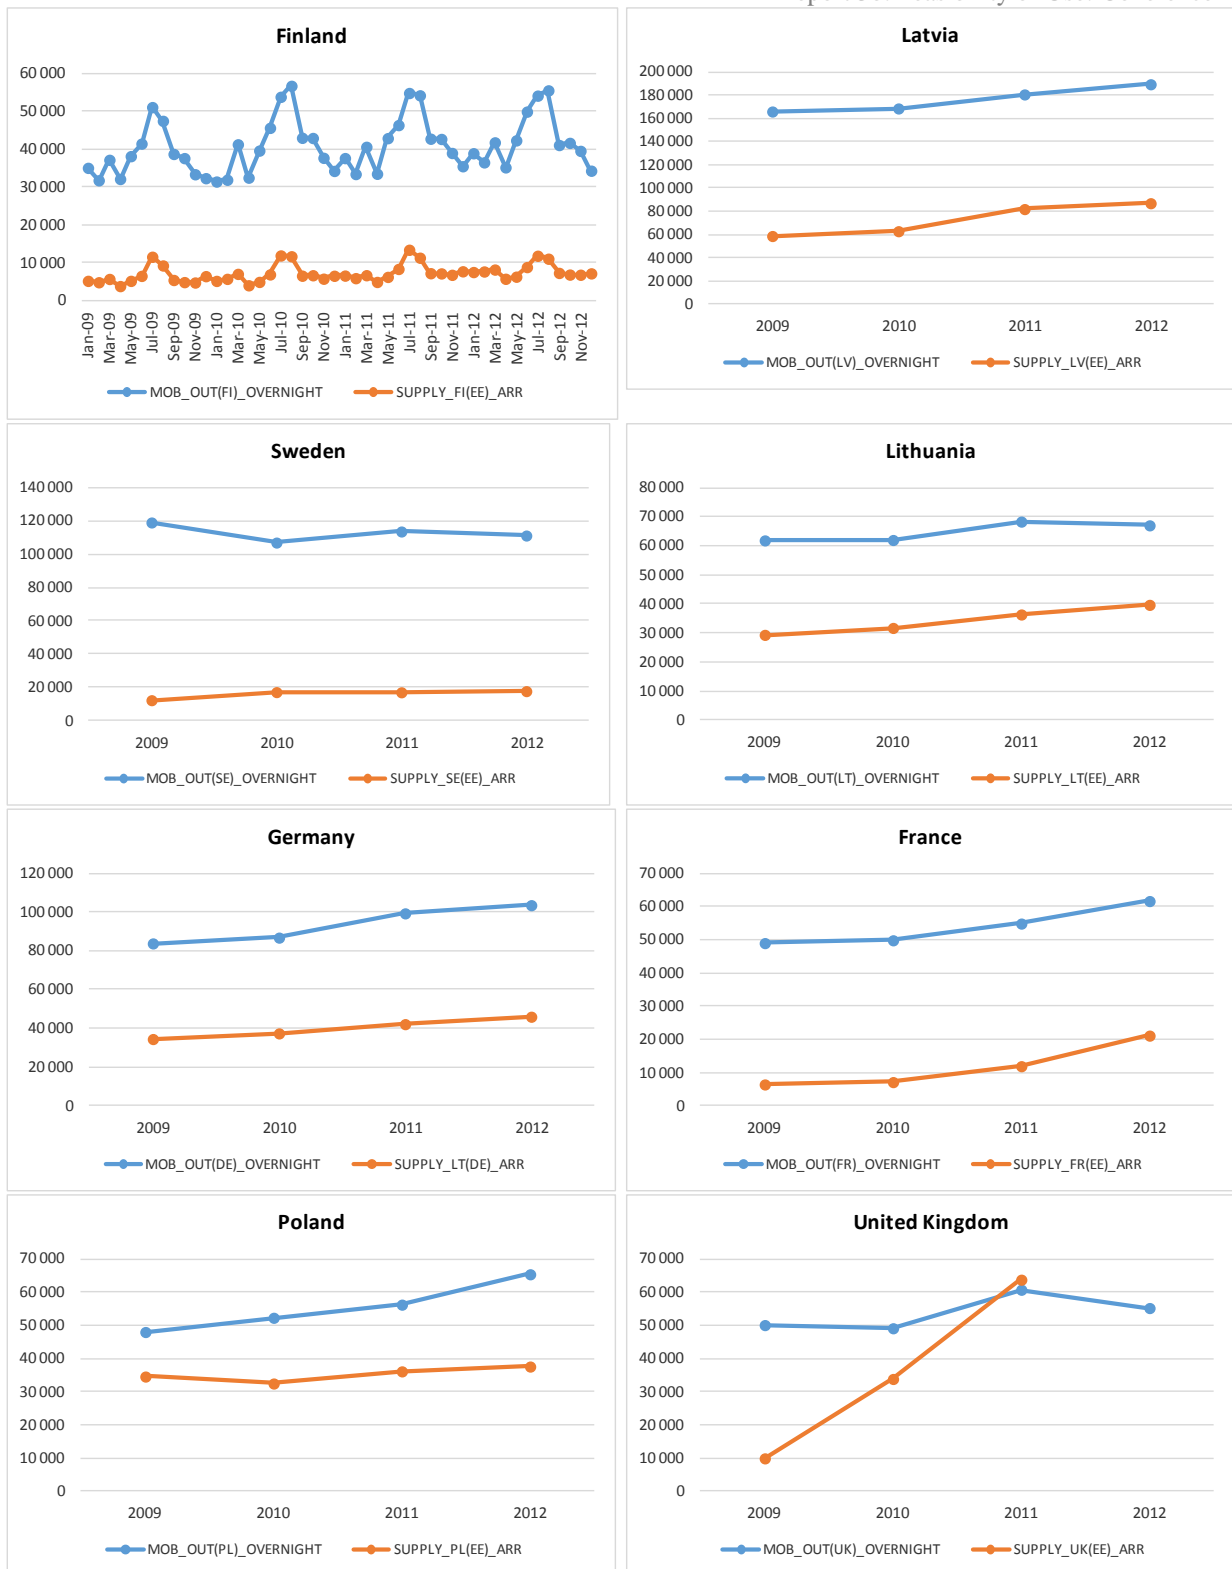 Finland
60 000
50 000
40 000
30 000
20 000
10 000
0
Jan-09
Mar-09
May-09
Jul-09
Sep-09
Nov-09
Jan-10
Mar-10
May-10
Jul-10
Sep-10
Nov-10
Jan-11
Mar-11
May-11
Jul-11
Sep-11
Nov-11
Jan-12
Mar-12
May-12
Jul-12
Sep-12
Nov-12
MOB_OUT(FI)_OVERNIGHT SUPPLY_FI(EE)_ARR
Latvia
200 000
180 000
160 000
140 000
120 000
100 000
80 000
60 000
40 000
20 000
0
2009 2010 2011 2012
MOB_OUT(LV)_OVERNIGHT SUPPLY_LV(EE)_ARR
Sweden
140 000
120 000
100 000
80 000
60 000
40 000
20 000
0
2009 2010 2011 2012
MOB_OUT(SE)_OVERNIGHT SUPPLY_SE(EE)_ARR
Lithuania
80 000
70 000
60 000
50 000
40 000
30 000
20 000
10 000
0
2009 2010 2011 2012
MOB_OUT(LT)_OVERNIGHT SUPPLY_LT(EE)_ARR
Germany
120 000
100 000
80 000
60 000
40 000
20 000
0
2009 2010 2011 2012
MOB_OUT(DE)_OVERNIGHT SUPPLY_LT(DE)_ARR
France
70 000
60 000
50 000
40 000
30 000
20 000
10 000
0
2009 2010 2011 2012
MOB_OUT(FR)_OVERNIGHT SUPPLY_FR(EE)_ARR
Poland
70 000
60 000
50 000
40 000
30 000
20 000
10 000
0
2009 2010 2011 2012
MOB_OUT(PL)_OVERNIGHT SUPPLY_PL(EE)_ARR
United Kingdom
70 000
60 000
50 000
40 000
30 000
20 000
10 000
0
2009 2010 2011 2012
MOB_OUT(UK)_OVERNIGHT SUPPLY_UK(EE)_ARR